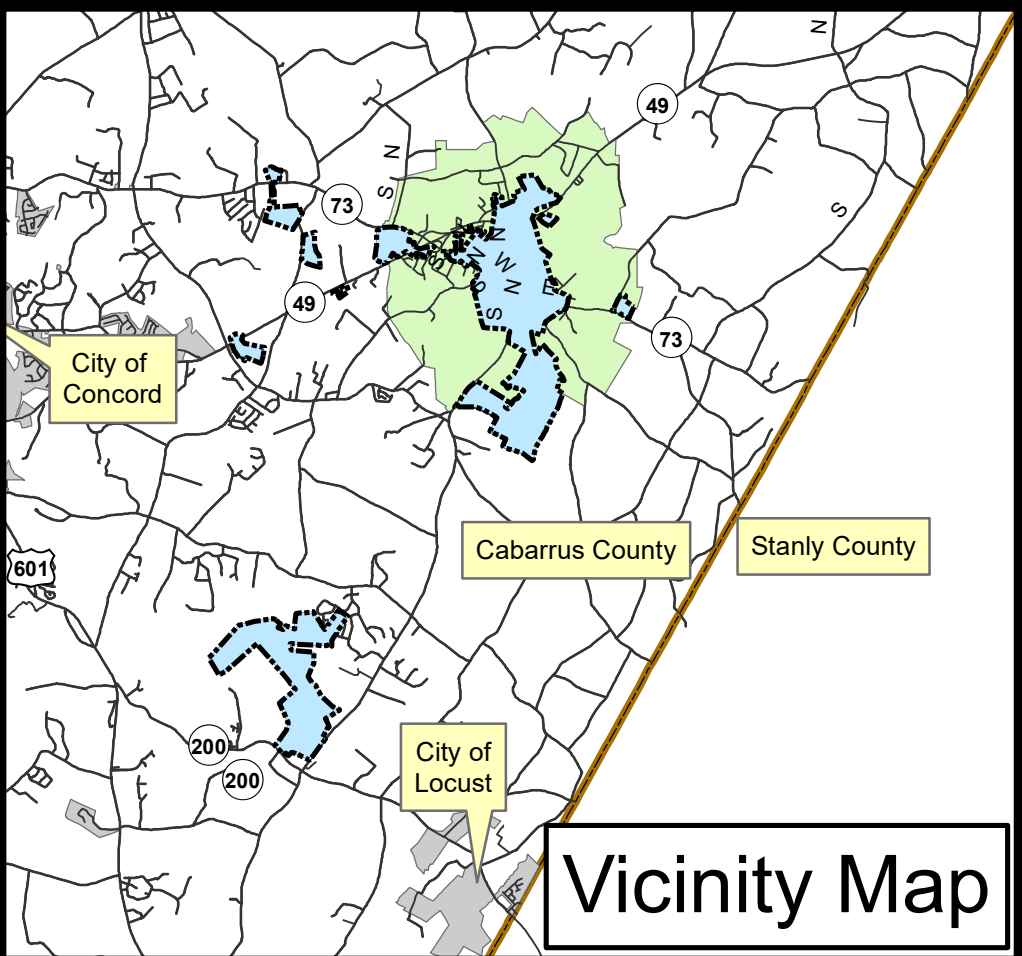 N
49
N
S
73
S
N
N
S
W
N
E
S
S
49
73
City of
Concord
Cabarrus County
Stanly County
601
200
200
City of
Locust
Vicinity Map